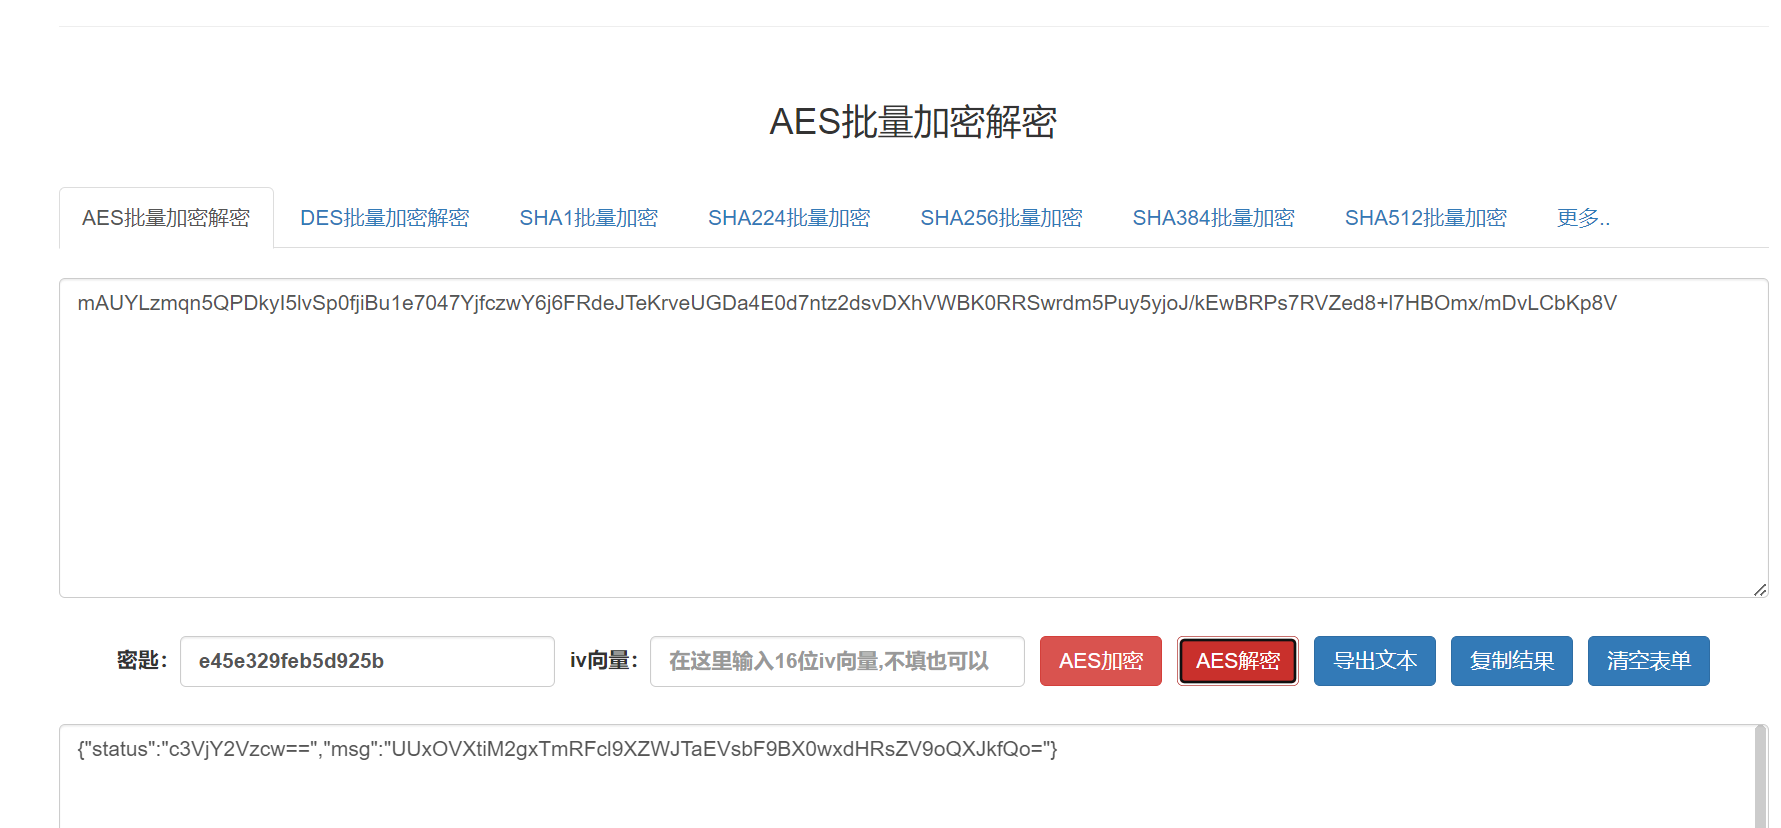 AES批量加密解密
AES批量加密解密 DES批量加密解密 SHA1批量加密 SHA224批量加密 SHA256批量加密 SHA384批量加密 SHA512批量加密 更多..
mAUYLzmqn5QPDkyI5lvSp0fjiBu1e7047YjfczwY6j6FRdeJTeKrveUGDa4E0d7ntz2dsvDXhVWBK0RRSwrdm5Puy5yjoJ/kEwBRPs7RVZed8+l7HBOmx/mDvLCbKp8V
密匙： e45e329feb5d925b iv向量： 在这里输入16位iv向量,不填也可以 AES加密 AES解密 导出文本 复制结果 清空表单
{"status":"c3VjY2Vzcw==","msg":"UUxOVXtiM2gxTmRFcl9XZWJTaEVsbF9BX0wxdHRsZV9oQXJkfQo="}